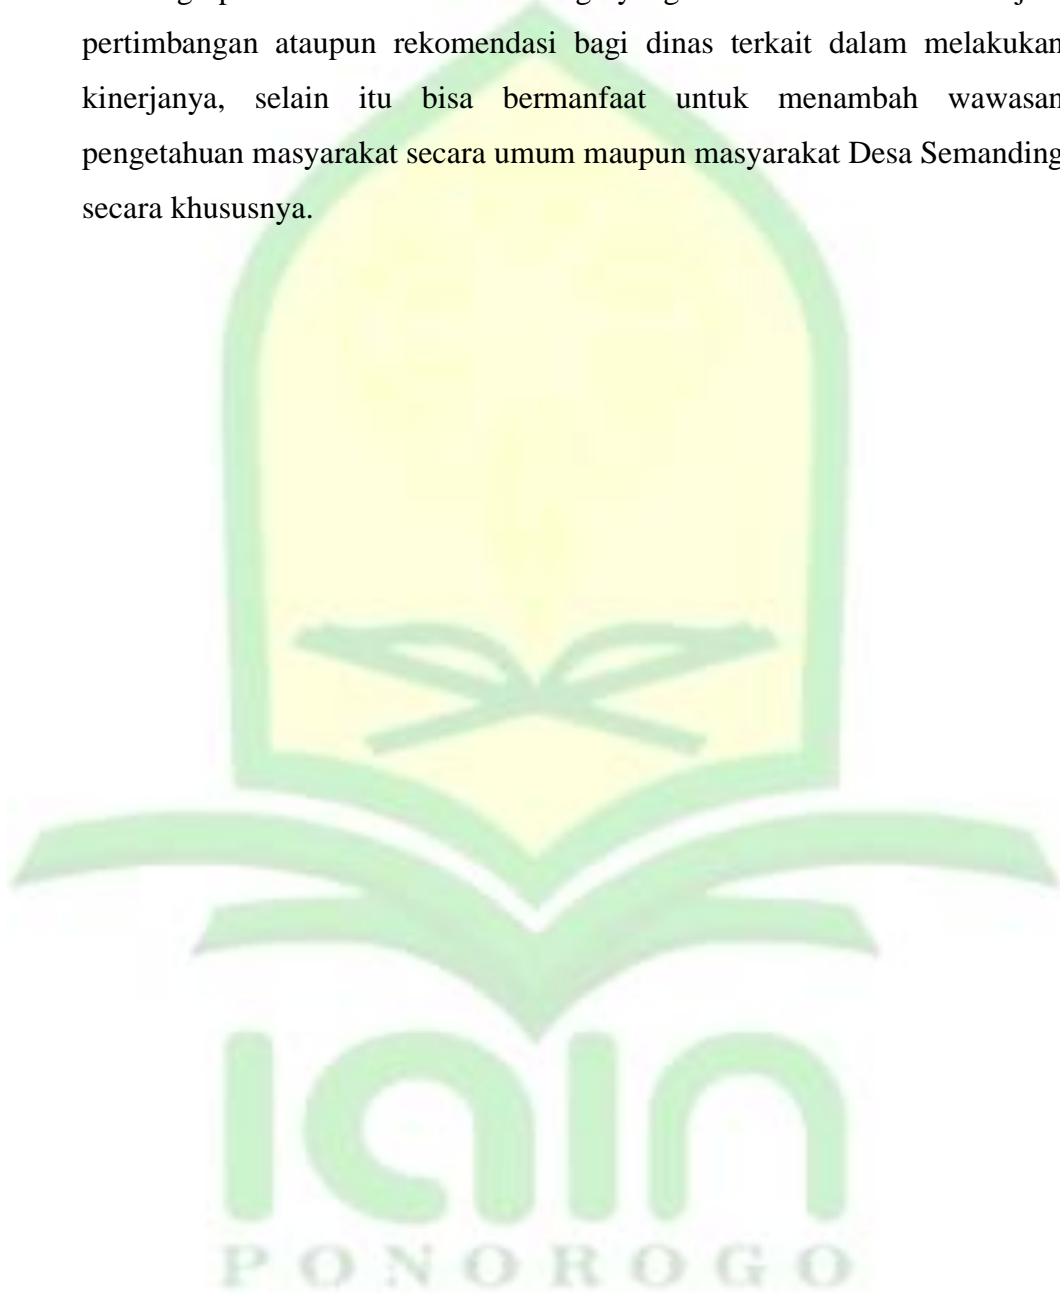 pertimbangan ataupun rekomendasi bagi dinas terkait dalam melakukan
kinerjanya, selain itu bisa bermanfaat untuk menambah wawasan
pengetahuan masyarakat secara umum maupun masyarakat Desa Semanding
secara khususnya.
iain
PONOROGO